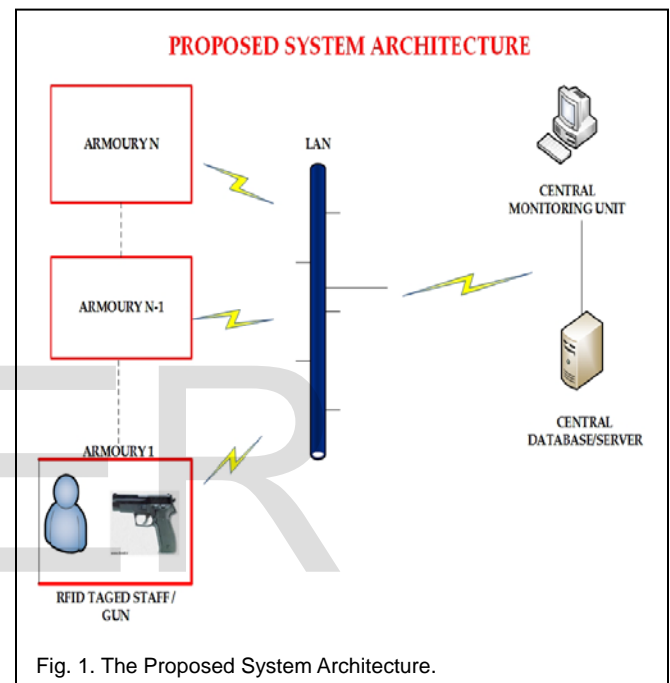 PROPOSED SYSTEM ARCHITECTURE
ARMOURY N
LAN
CENTRAL
MONITORING UNIT
ARMOURY N-1
CENTRAL
DATABASE/SERVER
ARMOURY 1
RFID TAGED STAFF /
GUN
ER
Fig. 1. The Proposed System Architecture.